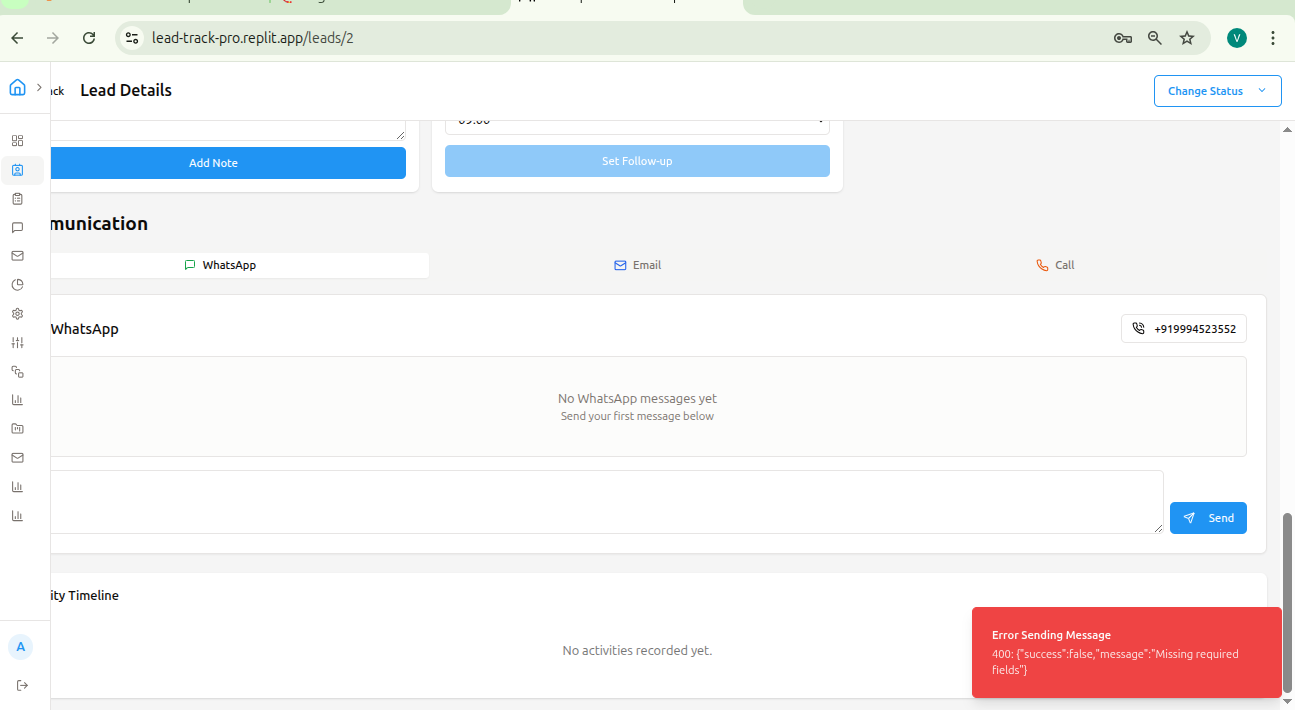 lead-track-pro.replit.app/leads/2
V
ck Lead Details
Change Status
09:00
Add Note
Set Follow-up
munication
WhatsApp
Email
Call
WhatsApp
+919994523552
No WhatsApp messages yet
Send your first message below
Send
ity Timeline
No activities recorded yet.
A
Error Sending Message
400: {"success":false,"message":"Missing required
fields"}